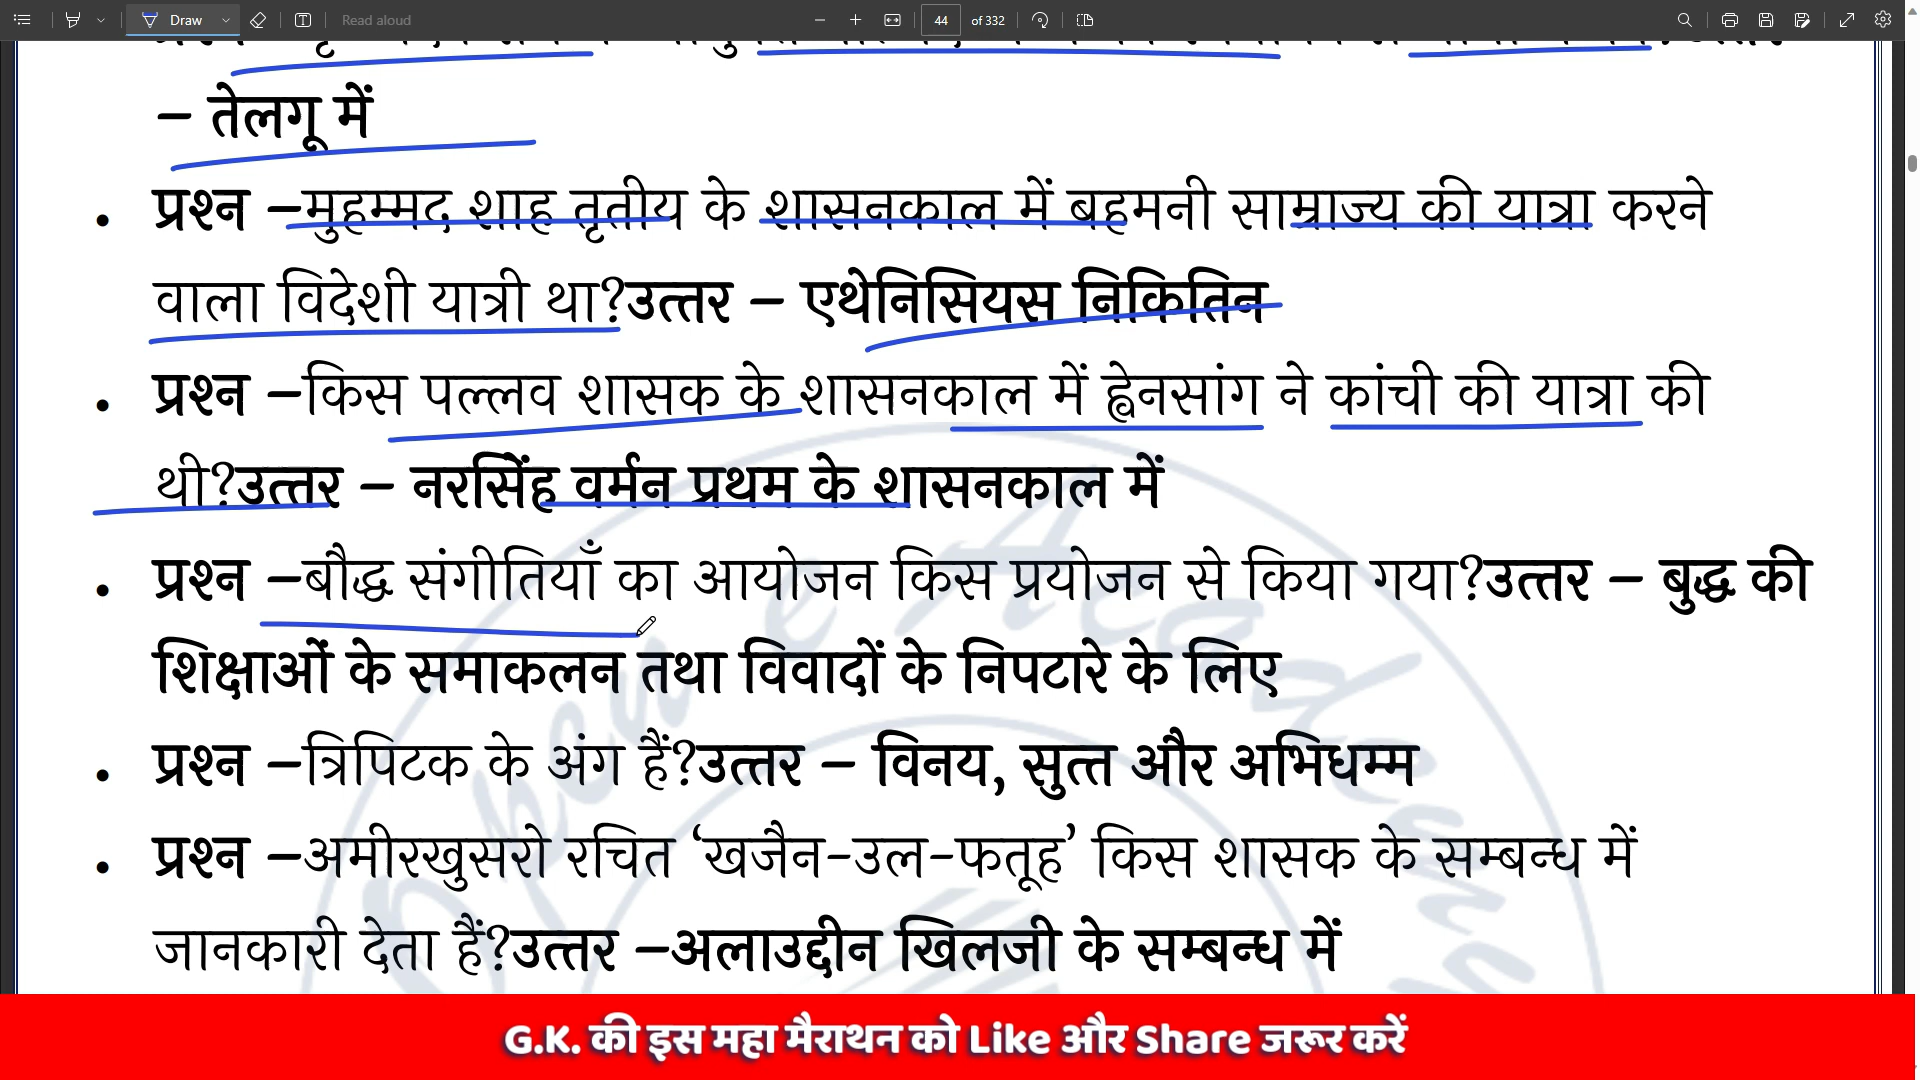 Draw
Read aloud
44 of 332
– तेलगू में
• प्रश्न –मुहम्मद शाह तृतीय के शासनकाल में बहमनी साम्राज्य की यात्रा करने
वाला विदेशी यात्री था?उत्तर – एथेनिसियस निकितिन
• प्रश्न –किस पल्लव शासक के शासनकाल में ह्वेनसांग ने कांची की यात्रा की
थी?उत्तर – नरसिंह वर्मन प्रथम के शासनकाल में
• प्रश्न –बौद्ध संगीतियाँ का आयोजन किस प्रयोजन से किया गया?उत्तर – बुद्ध की
शिक्षाओं के समाकलन तथा विवादों के निपटारे के लिए
• प्रश्न –त्रिपिटक के अंग हैं?उत्तर – विनय, सुत्त और अभिधम्म
• प्रश्न –अमीरखुसरो रचित ‘खजैन-उल-फतूह’ किस शासक के सम्बन्ध में
जानकारी देता हैं?उत्तर –अलाउद्दीन खिलजी के सम्बन्ध में
G.K. की इस महा मैराथन को Like और Share जरूर करें